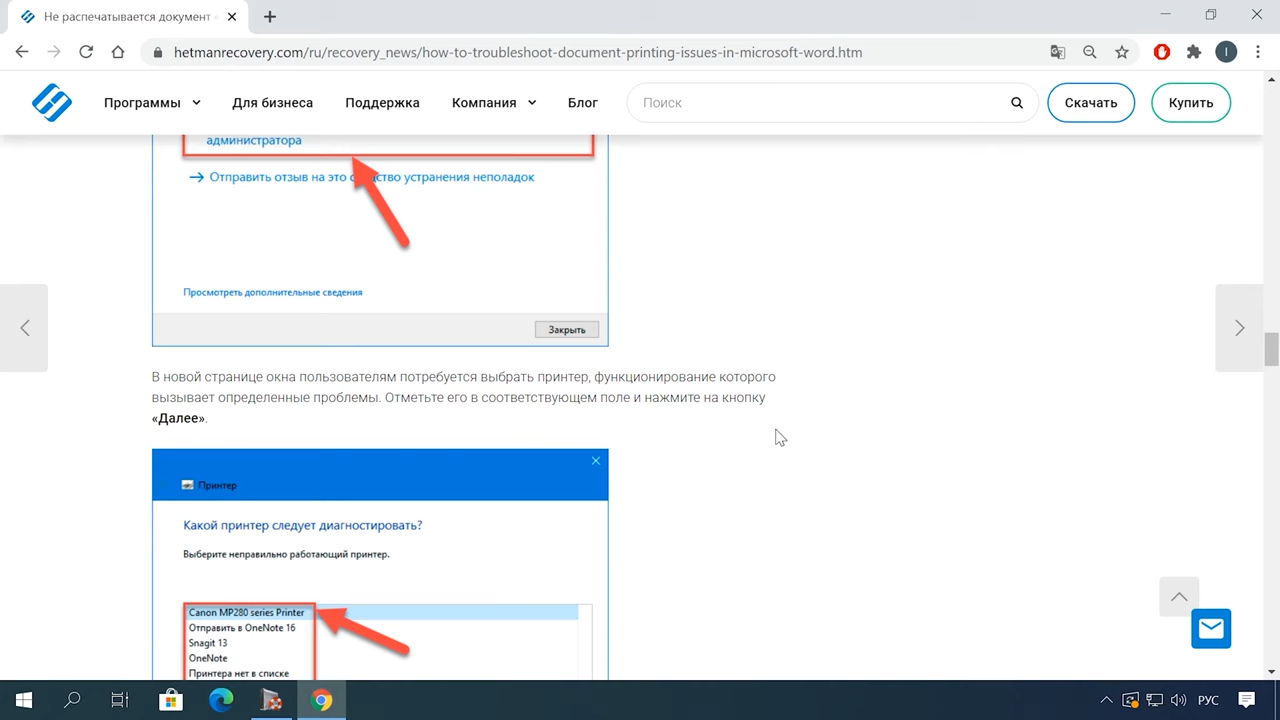 Не распечатывается документ
hetmanrecovery.com/ru/recovery_news/how-to-troubleshoot-document-printing-issues-in-microsoft-word.htm
I
Программы
Для бизнеса
Поддержка
Компания
Блог
Поиск
Скачать
Купить
администратора
Отправить отзыв на это средство устранения неполадок
Просмотреть дополнительные сведения
Закрыть
В новой странице окна пользователям потребуется выбрать принтер, функционирование которого
вызывает определенные проблемы. Отметьте его в соответствующем поле и нажмите на кнопку
«Далее».
Принтер
Какой принтер следует диагностировать?
Выберите неправильно работающий принтер.
Canon MP280 series Printer
Отправить в OneNote 16
Snagit 13
OneNote
Принтера нет в списке
РУС